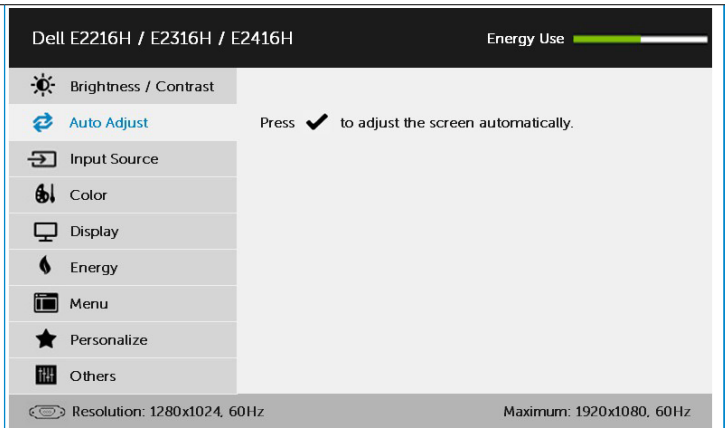 Dell E2216H / E2316H / E2416H Energy Use
Brightness / Contrast
Auto Adjust Press ✔ to adjust the screen automatically.
Input Source
Color
Display
Energy
Menu
Personalize
Others
Resolution: 1280x1024, 60Hz Maximum: 1920x1080, 60Hz